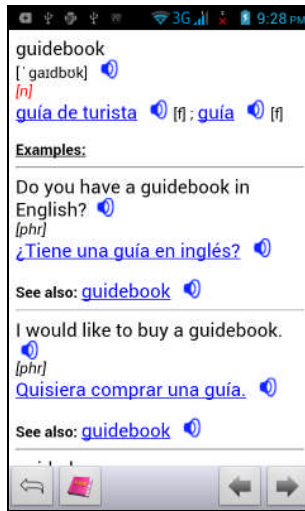 3G 9:28 PM
guidebook
[ˈgaɪdbʊk]
[n]
guía de turista [f] ; guía [f]
Examples:
Do you have a guidebook in
English?
[phr]
¿Tiene una guía en inglés?
See also: guidebook
I would like to buy a guidebook.
[phr]
Quisiera comprar una guía.
See also: guidebook